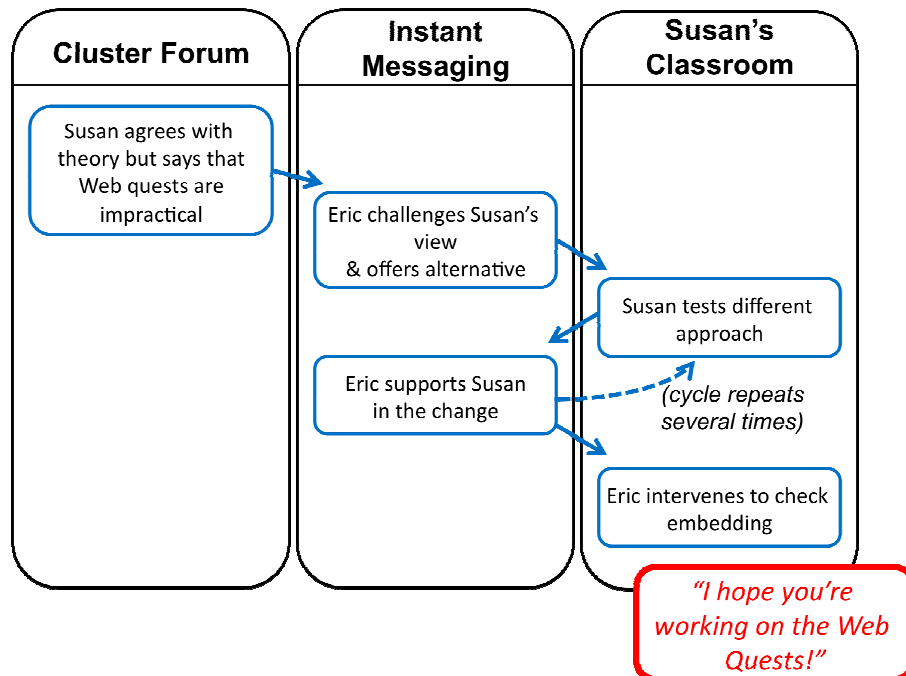 Cluster Forum
Instant
Messaging
Susan’s
Classroom
Susan agrees with
theory but says that
Web quests are
impractical
Eric challenges Susan’s
view
& offers alternative
Susan tests different
approach
Eric supports Susan
in the change
(cycle repeats
several times)
Eric intervenes to check
embedding
“I hope you’re
working on the Web
Quests!”